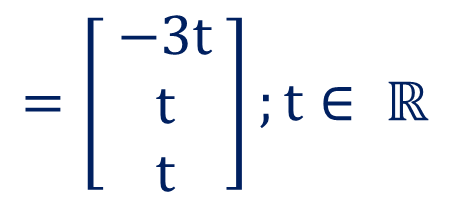 = [ −3t
t
t ] ; t ∈ ℝ